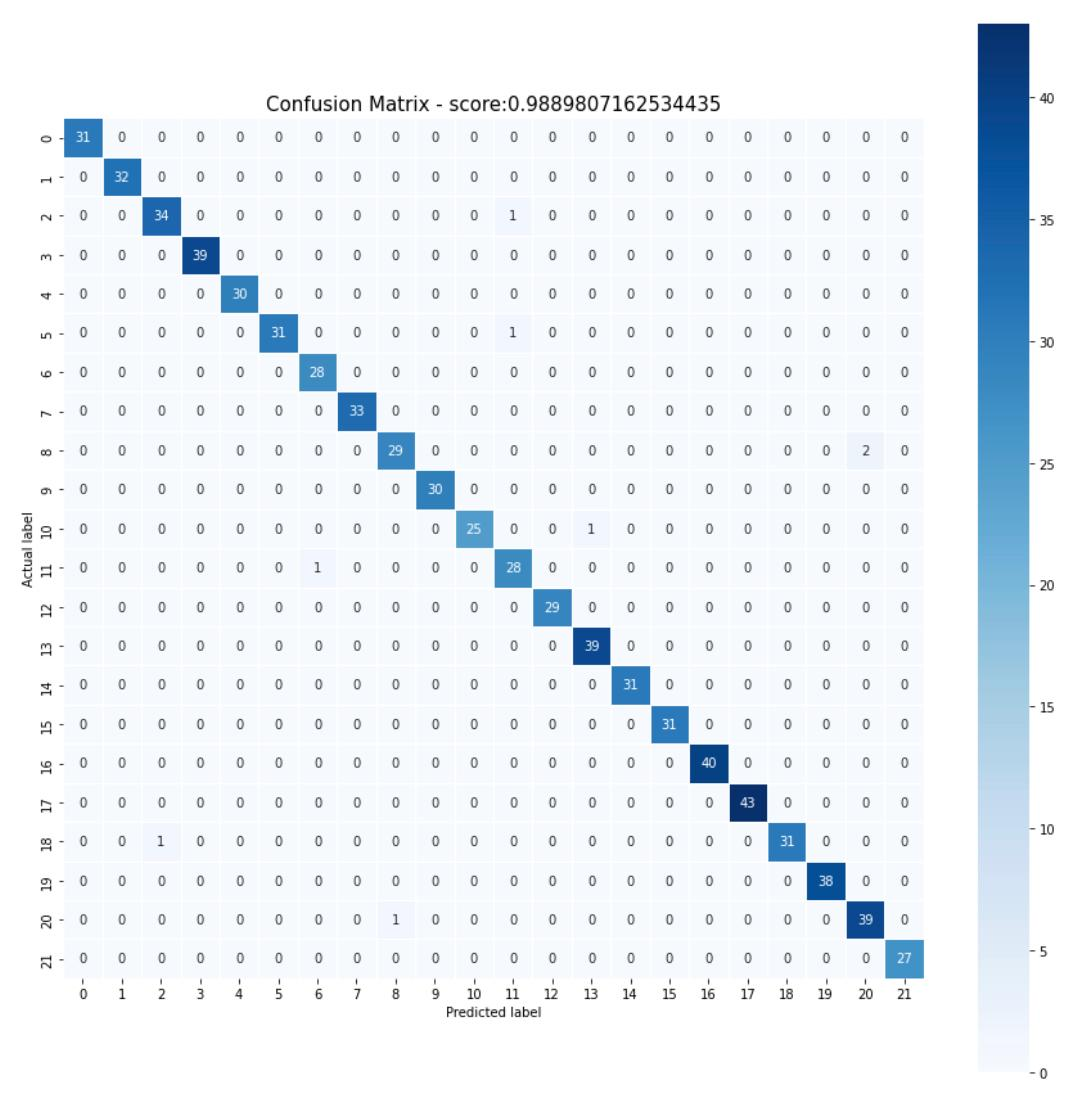 Confusion Matrix - score:0.9889807162534435
0 31 0 0 0 0 0 0 0 0 0 0 0 0 0 0 0 0 0 0 0 0 0
1 0 32 0 0 0 0 0 0 0 0 0 0 0 0 0 0 0 0 0 0 0 0
2 0 0 34 0 0 0 0 0 0 0 0 1 0 0 0 0 0 0 0 0 0 0
3 0 0 0 39 0 0 0 0 0 0 0 0 0 0 0 0 0 0 0 0 0 0
4 0 0 0 0 30 0 0 0 0 0 0 0 0 0 0 0 0 0 0 0 0 0
5 0 0 0 0 0 31 0 0 0 0 0 1 0 0 0 0 0 0 0 0 0 0
6 0 0 0 0 0 0 28 0 0 0 0 0 0 0 0 0 0 0 0 0 0 0
7 0 0 0 0 0 0 0 33 0 0 0 0 0 0 0 0 0 0 0 0 0 0
8 0 0 0 0 0 0 0 0 29 0 0 0 0 0 0 0 0 0 0 0 2 0
9 0 0 0 0 0 0 0 0 0 30 0 0 0 0 0 0 0 0 0 0 0 0
10 0 0 0 0 0 0 0 0 0 0 25 0 0 1 0 0 0 0 0 0 0 0
11 0 0 0 0 0 0 1 0 0 0 0 28 0 0 0 0 0 0 0 0 0 0
12 0 0 0 0 0 0 0 0 0 0 0 0 29 0 0 0 0 0 0 0 0 0
13 0 0 0 0 0 0 0 0 0 0 0 0 0 39 0 0 0 0 0 0 0 0
14 0 0 0 0 0 0 0 0 0 0 0 0 0 0 31 0 0 0 0 0 0 0
15 0 0 0 0 0 0 0 0 0 0 0 0 0 0 0 31 0 0 0 0 0 0
16 0 0 0 0 0 0 0 0 0 0 0 0 0 0 0 0 40 0 0 0 0 0
17 0 0 0 0 0 0 0 0 0 0 0 0 0 0 0 0 0 43 0 0 0 0
18 0 0 1 0 0 0 0 0 0 0 0 0 0 0 0 0 0 0 31 0 0 0
19 0 0 0 0 0 0 0 0 0 0 0 0 0 0 0 0 0 0 0 38 0 0
20 0 0 0 0 0 0 0 0 1 0 0 0 0 0 0 0 0 0 0 0 39 0
21 0 0 0 0 0 0 0 0 0 0 0 0 0 0 0 0 0 0 0 0 0 27
0 1 2 3 4 5 6 7 8 9 10 11 12 13 14 15 16 17 18 19 20 21
Predicted label
Actual label
40
35
30
25
20
15
10
5
0